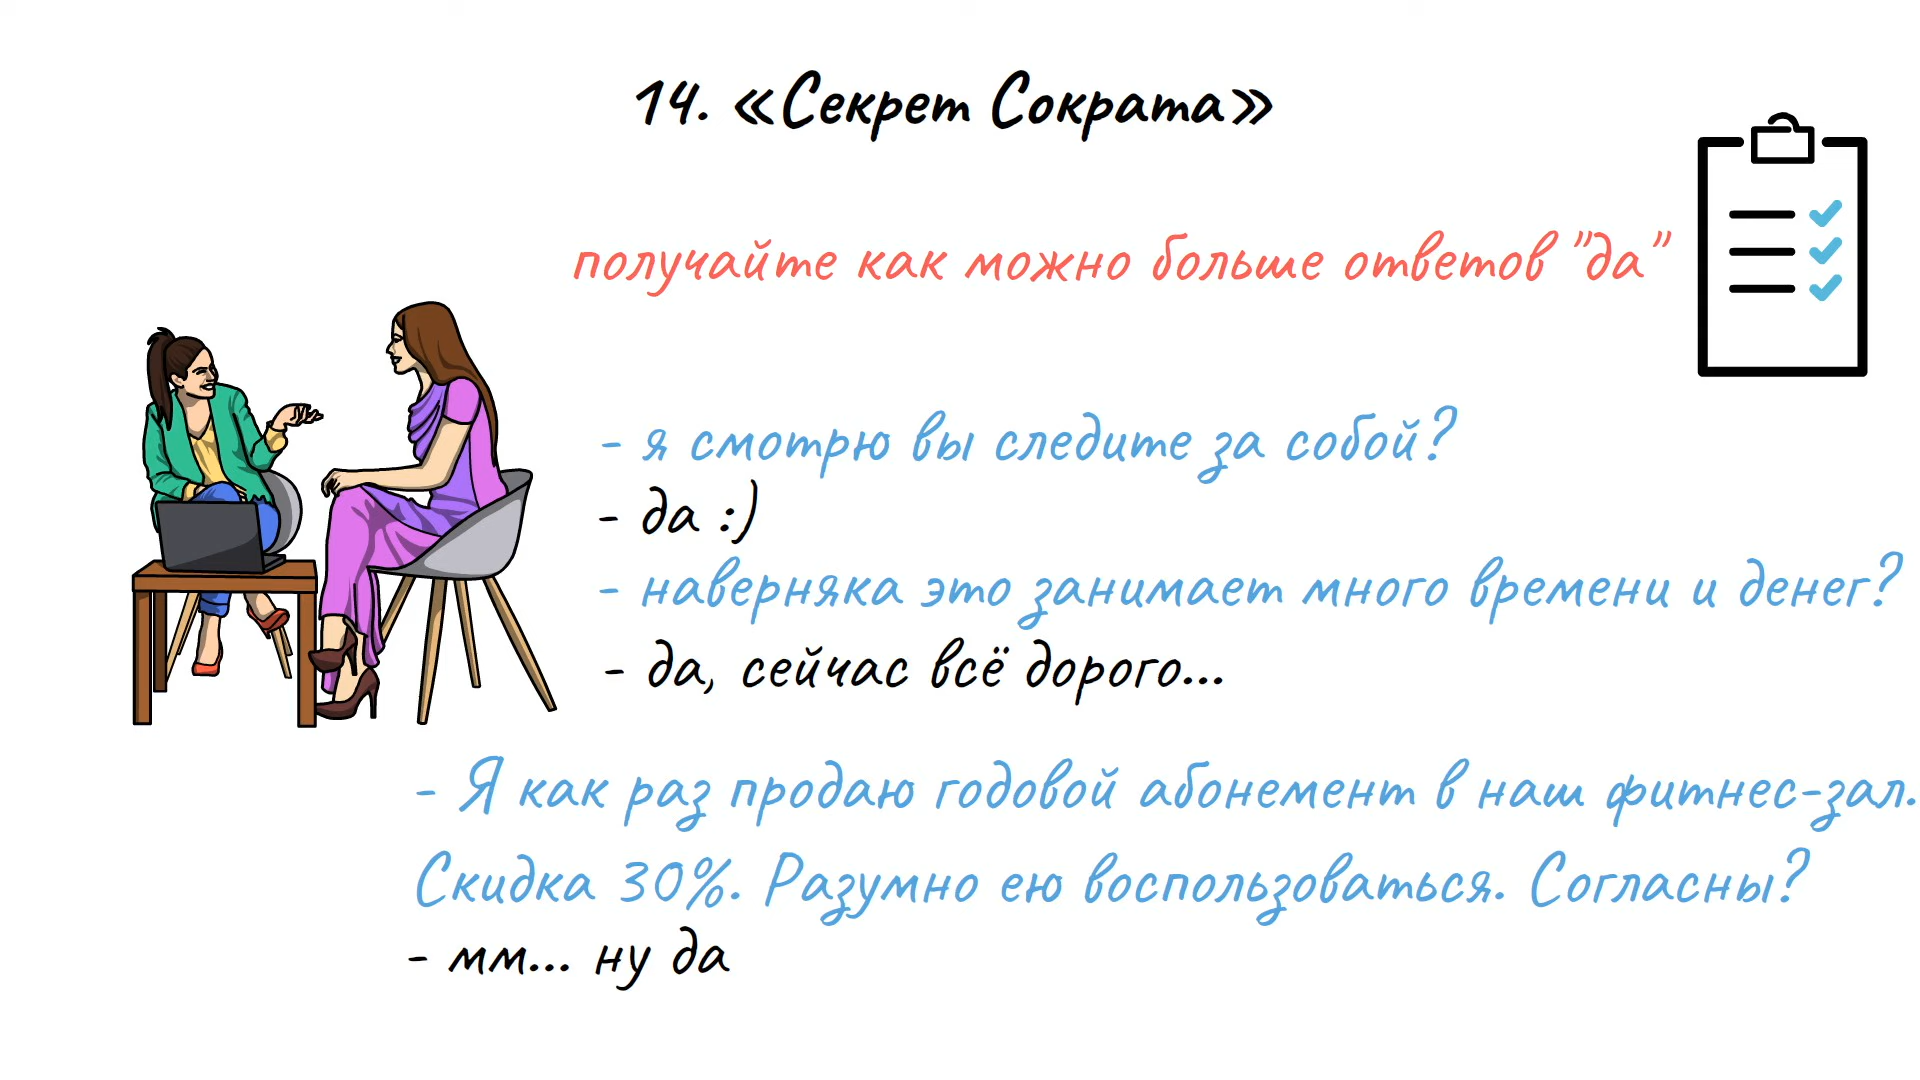 14. «Секрет Сократа»
получайте как можно больше ответов "да"
- я смотрю вы следите за собой?
- да :)
- наверняка это занимает много времени и денег?
- да, сейчас всё дорого...
- Я как раз продаю годовой абонемент в наш фитнес-зал.
Скидка 30%. Разумно ею воспользоваться. Согласны?
- мм... ну да